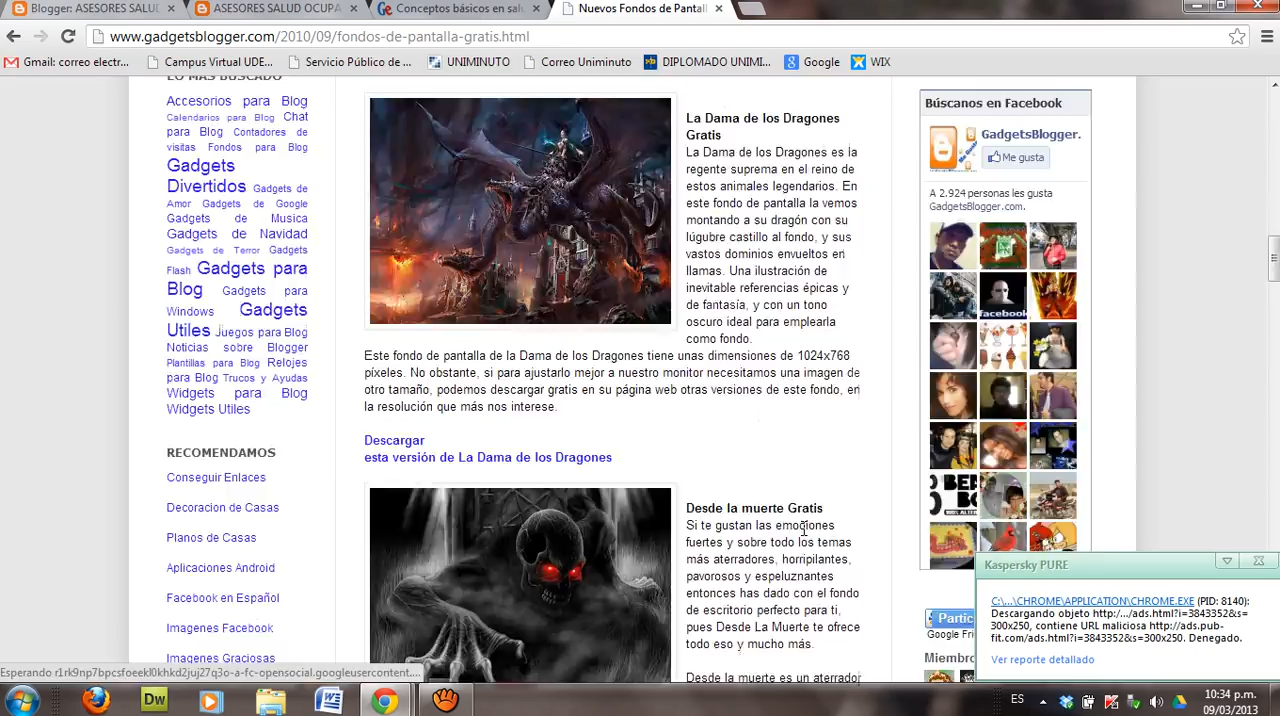 Blogger: ASESORES SALUD
ASESORES SALUD OCUPA
Conceptos básicos en salu
Nuevos Fondos de Pantall
www.gadgetsblogger.com/2010/09/fondos-de-pantalla-gratis.html
Gmail: correo electr...
Campus Virtual UDE...
Servicio Público de...
UNIMINUTO
Correo Uniminuto
DIPLOMADO UNIMI...
Google
WIX
LO MAS BUSCADO
Accesorios para Blog
Calendarios para Blog Chat
para Blog Contadores de
visitas Fondos para Blog
Gadgets
Divertidos Gadgets de
Amor Gadgets de Google
Gadgets de Musica
Gadgets de Navidad
Gadgets de Terror Gadgets
Flash Gadgets para
Blog Gadgets para
Windows Gadgets
Utiles Juegos para Blog
Noticias sobre Blogger
Plantillas para Blog Relojes
para Blog Trucos y Ayudas
Widgets para Blog
Widgets Utiles
RECOMENDAMOS
Conseguir Enlaces
Decoracion de Casas
Planos de Casas
Aplicaciones Android
Facebook en Español
Imagenes Facebook
Imagenes Graciosas
La Dama de los Dragones
Gratis
La Dama de los Dragones es la
regente suprema en el reino de
estos animales legendarios. En
este fondo de pantalla la vemos
montando a su dragón con su
lúgubre castillo al fondo, y sus
vastos dominios envueltos en
llamas. Una ilustración de
inevitable referencias épicas y
de fantasía, y con un tono
oscuro ideal para emplearla
como fondo.
Este fondo de pantalla de la Dama de los Dragones tiene unas dimensiones de 1024x768
píxeles. No obstante, si para ajustarlo mejor a nuestro monitor necesitamos una imagen de
otro tamaño, podemos descargar gratis en su página web otras versiones de este fondo, en
la resolución que más nos interese.
Descargar
esta versión de La Dama de los Dragones
Desde la muerte Gratis
Si te gustan las emociones
fuertes y sobre todo los temas
más aterradores, horripilantes,
pavorosos y espeluznantes
entonces has dado con el fondo
de escritorio perfecto para ti,
pues Desde La Muerte te ofrece
todo eso y mucho más.
Desde la muerte es un aterrador
Búscanos en Facebook
GadgetsBlogger.
Me gusta
A 2.924 personas les gusta
GadgetsBlogger.com.
facebook
Partic
Google Fri
Miembro
Kaspersky PURE
C:\...\CHROME\APPLICATION\CHROME.EXE (PID: 8140):
Descargando objeto http:/.../ads.html?i=3843352&s=
300x250, contiene URL maliciosa http://ads.pub-
fit.com/ads.html?i=3843352&s=300x250. Denegado.
Ver reporte detallado
Esperando r1rk9np7bpcsfoeekl0khkd2juj27q3o-a-fc-opensocial.googleusercontent....
Dw
ES
10:34 p.m.
09/03/2013